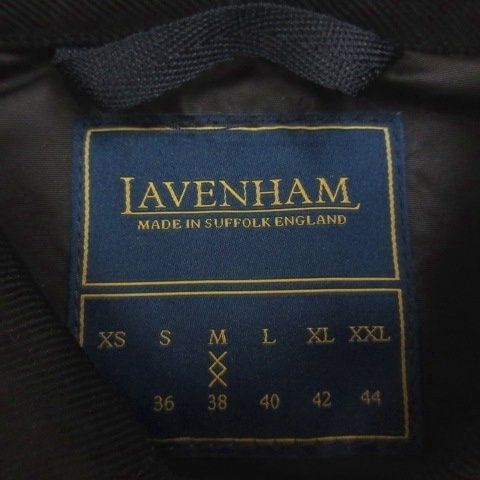 LAVENHAM
MADE IN SUFFOLK ENGLAND
XS S M L XL XXL
36 38 40 42 44